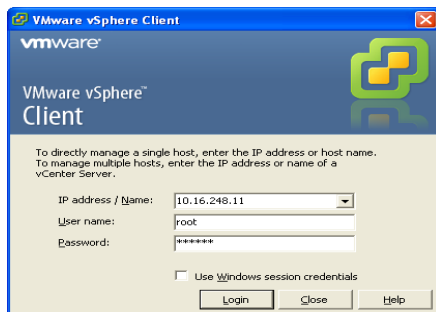 VMware vSphere Client
vmware®
VMware vSphere™
Client
To directly manage a single host, enter the IP address or host name.
To manage multiple hosts, enter the IP address or name of a
vCenter Server.
IP address / Name: 10.16.248.11
User name: root
Password: ******
Use Windows session credentials
Login Close Help